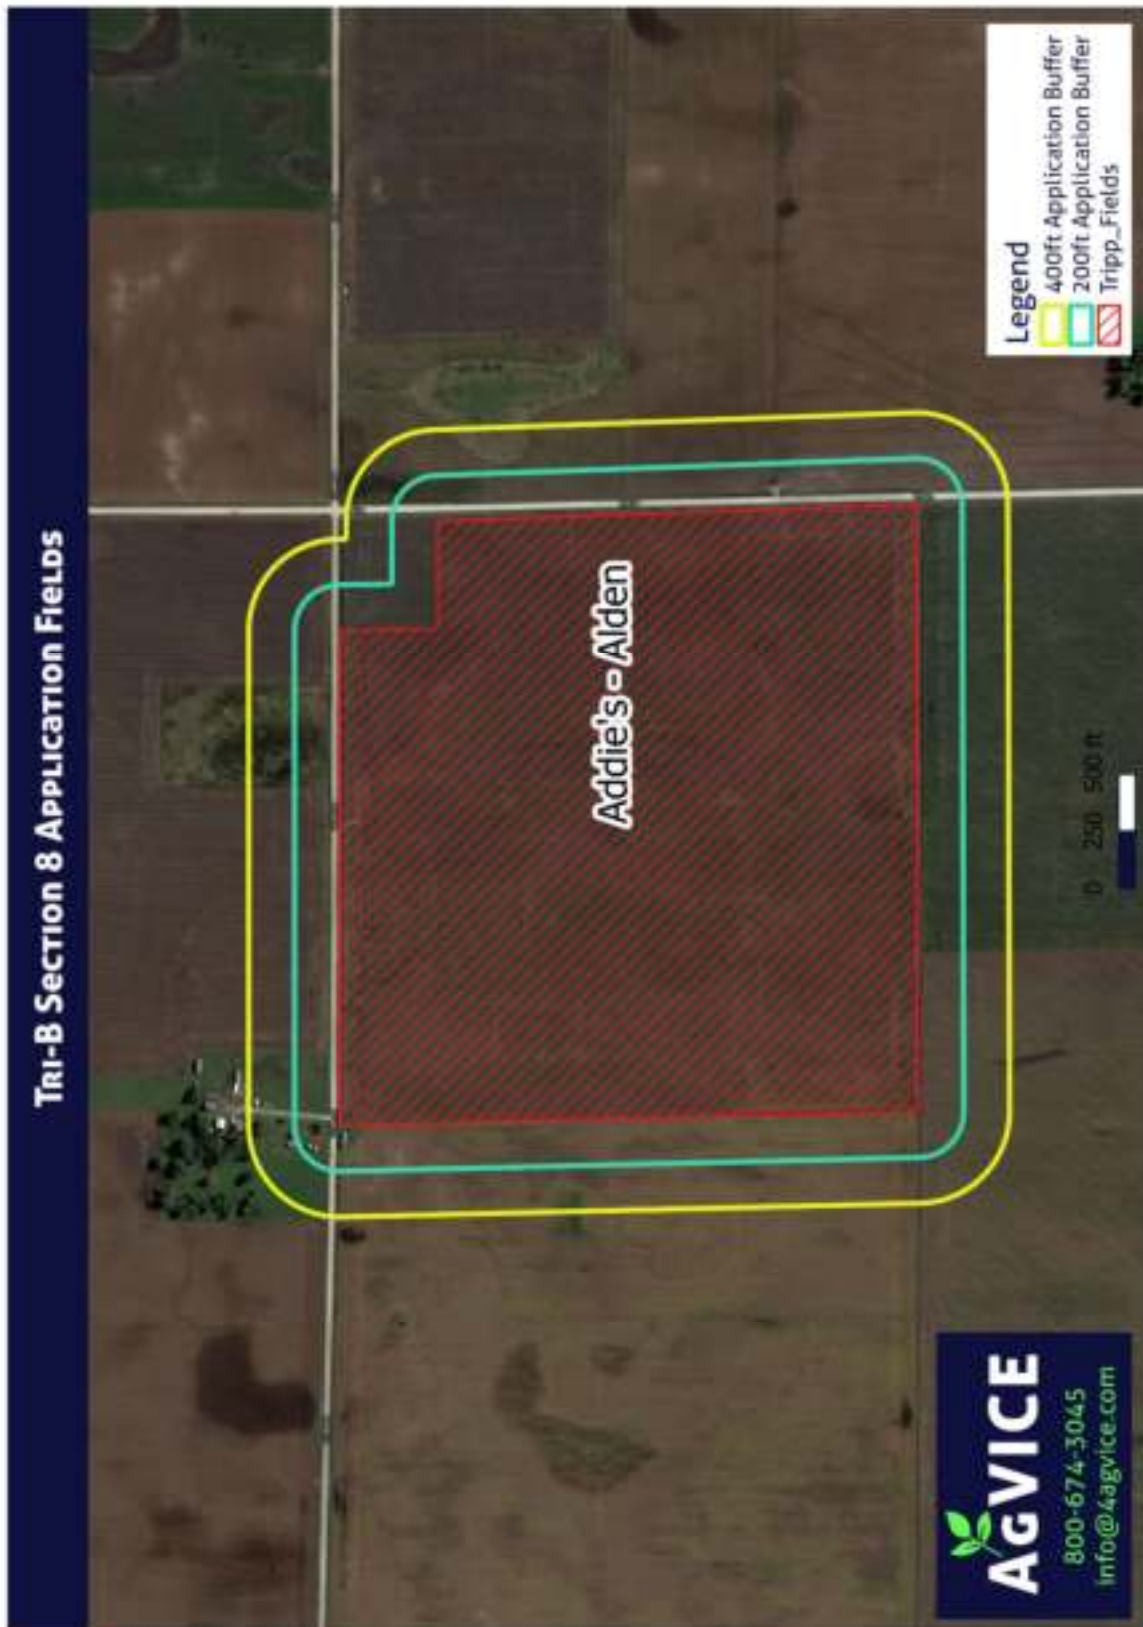 Tri-B Section 8 Application Fields
Addie's - Alden
Legend
400ft Application Buffer
200ft Application Buffer
Tripp_Fields
0 250 500 ft
AGVICE
800-674-3045
info@4agvice.com